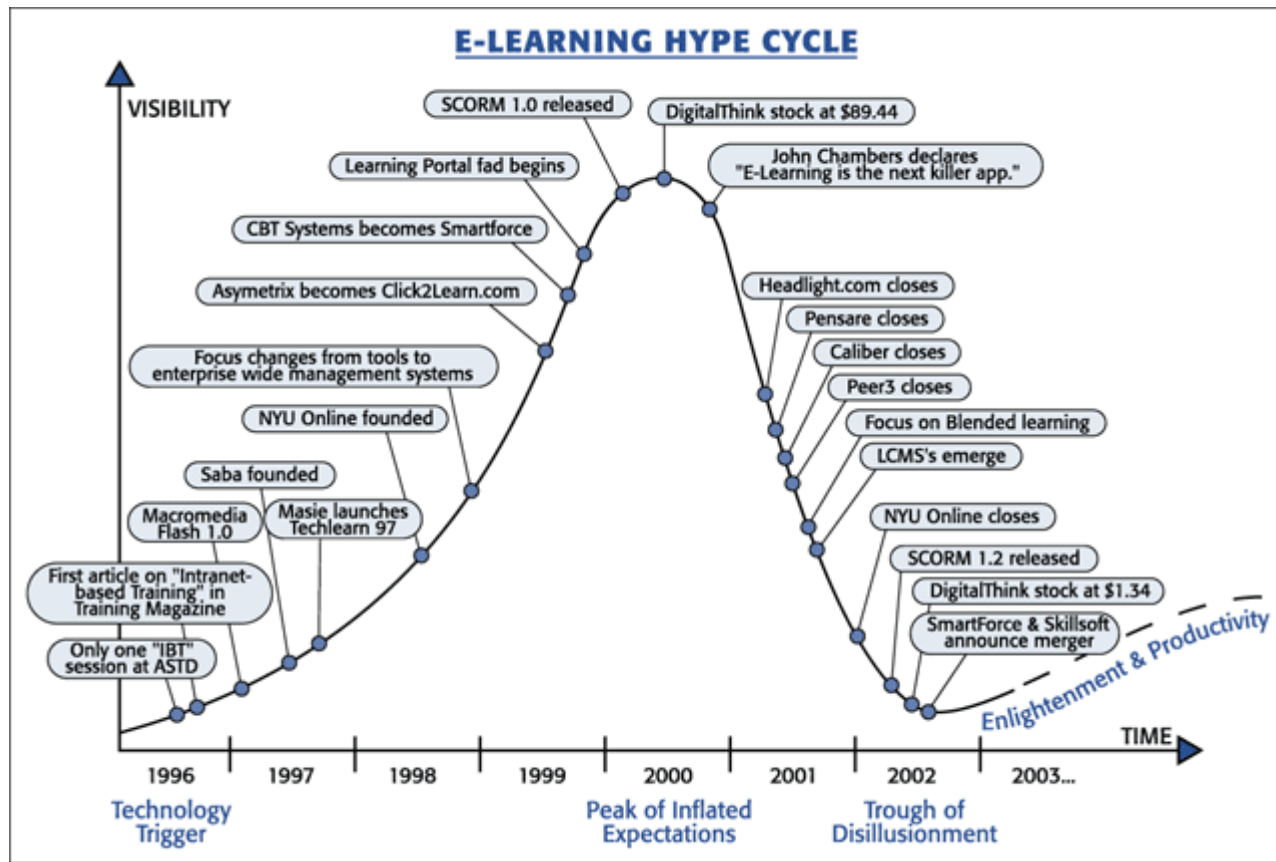 E-LEARNING HYPE CYCLE
VISIBILITY
SCORM 1.0 released
DigitalThink stock at $89.44
John Chambers declares
"E-Learning is the next killer app."
Learning Portal fad begins
CBT Systems becomes Smartforce
Asymetrix becomes Click2Learn.com
Focus changes from tools to
enterprise wide management systems
NYU Online founded
Saba founded
Masie launches
Techlearn 97
Macromedia
Flash 1.0
First article on "Intranet-
based Training" in
Training Magazine
Only one "IBT"
session at ASTD
Headlight.com closes
Pensare closes
Caliber closes
Peer3 closes
Focus on Blended learning
LCMS's emerge
NYU Online closes
SCORM 1.2 released
DigitalThink stock at $1.34
SmartForce & Skillsoft
announce merger
Enlightenment & Productivity
TIME
1996 1997 1998 1999 2000 2001 2002 2003...
Technology
Trigger
Peak of Inflated
Expectations
Trough of
Disillusionment